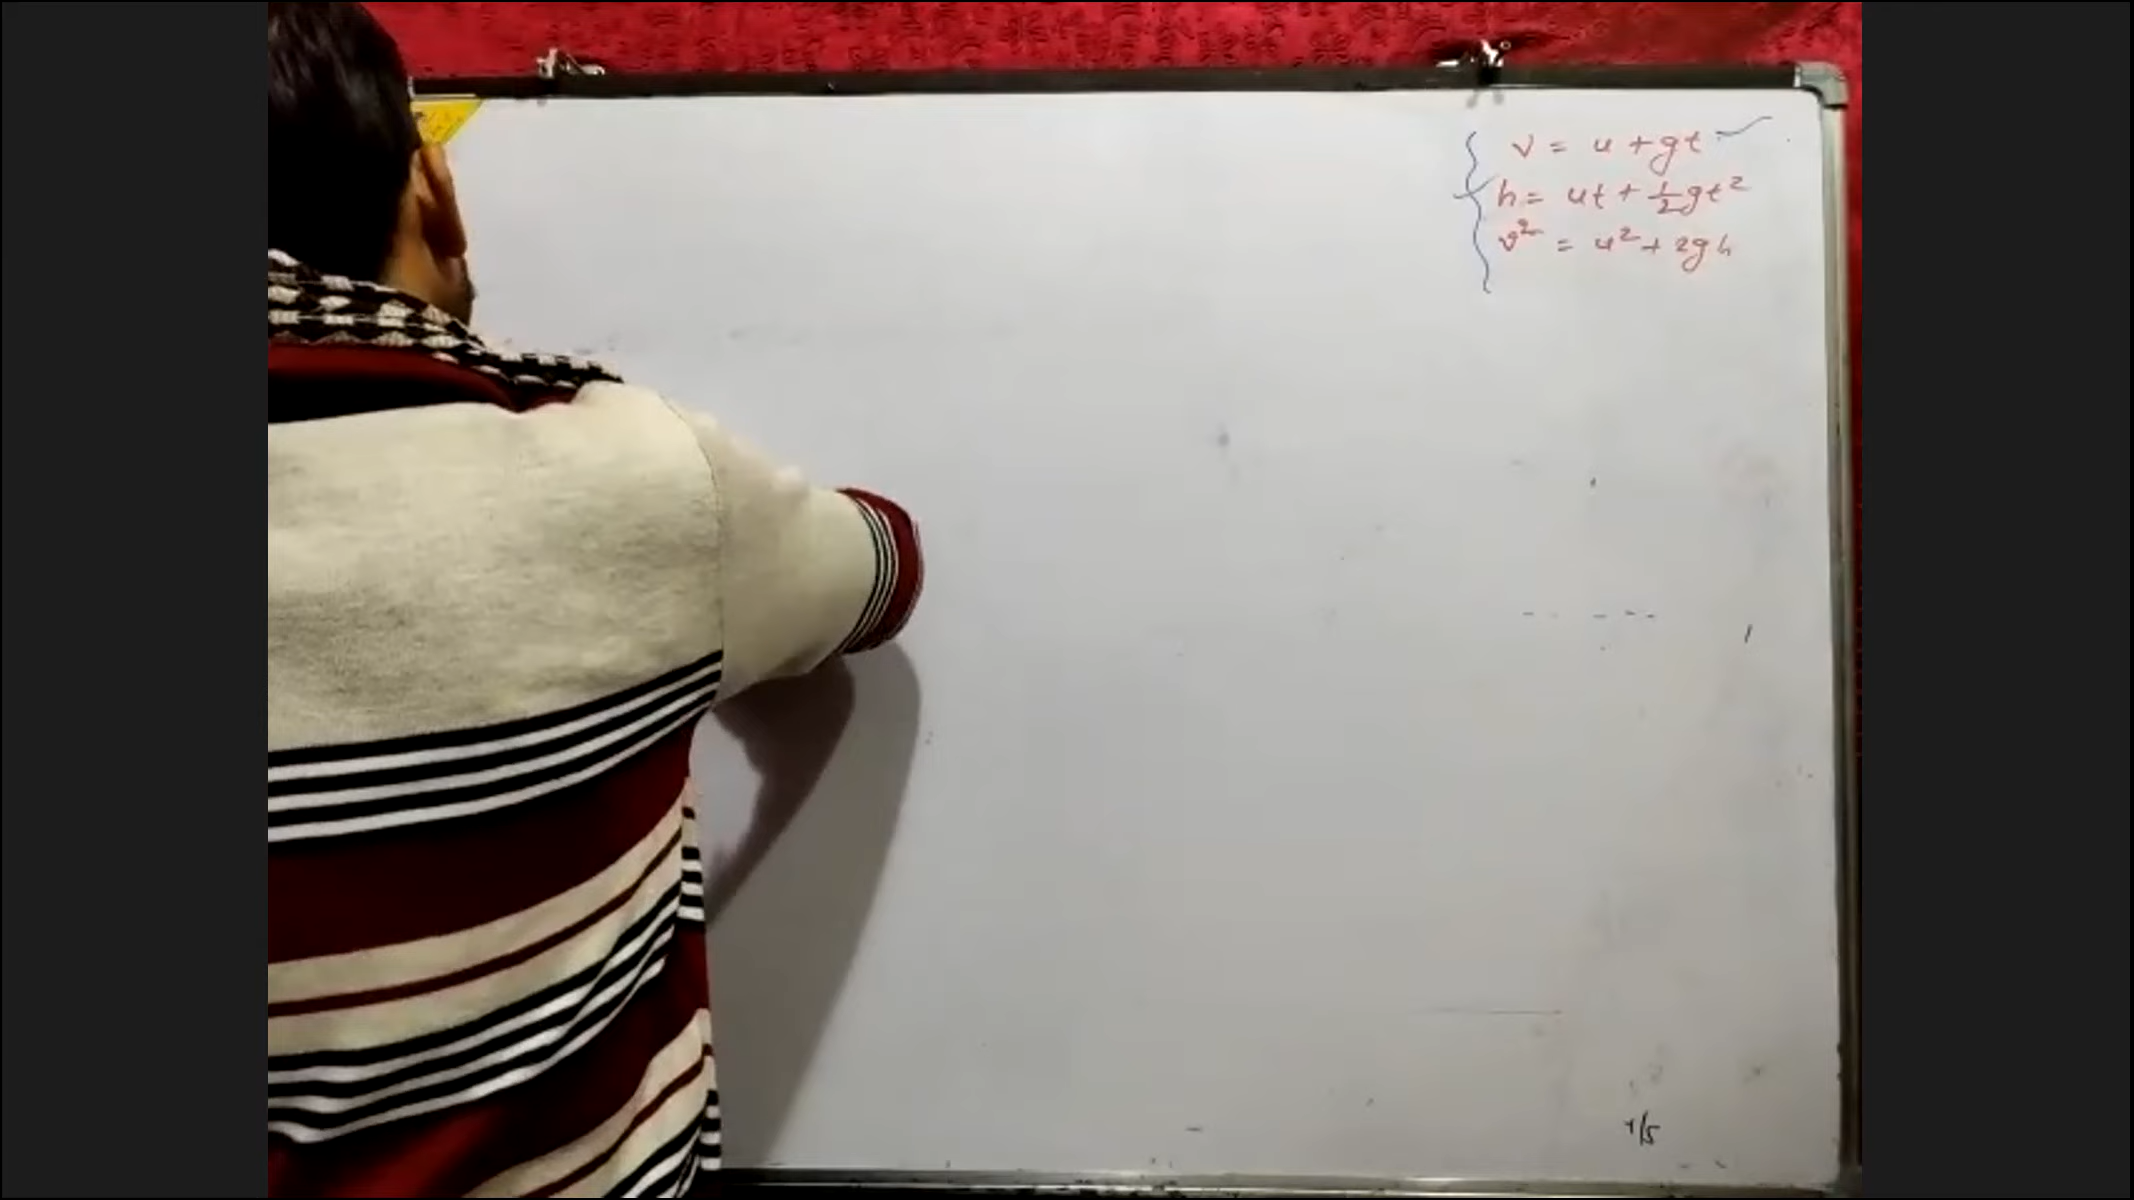 v = u + gt
h = ut + 1/2 gt²
v² = u² + 2gh